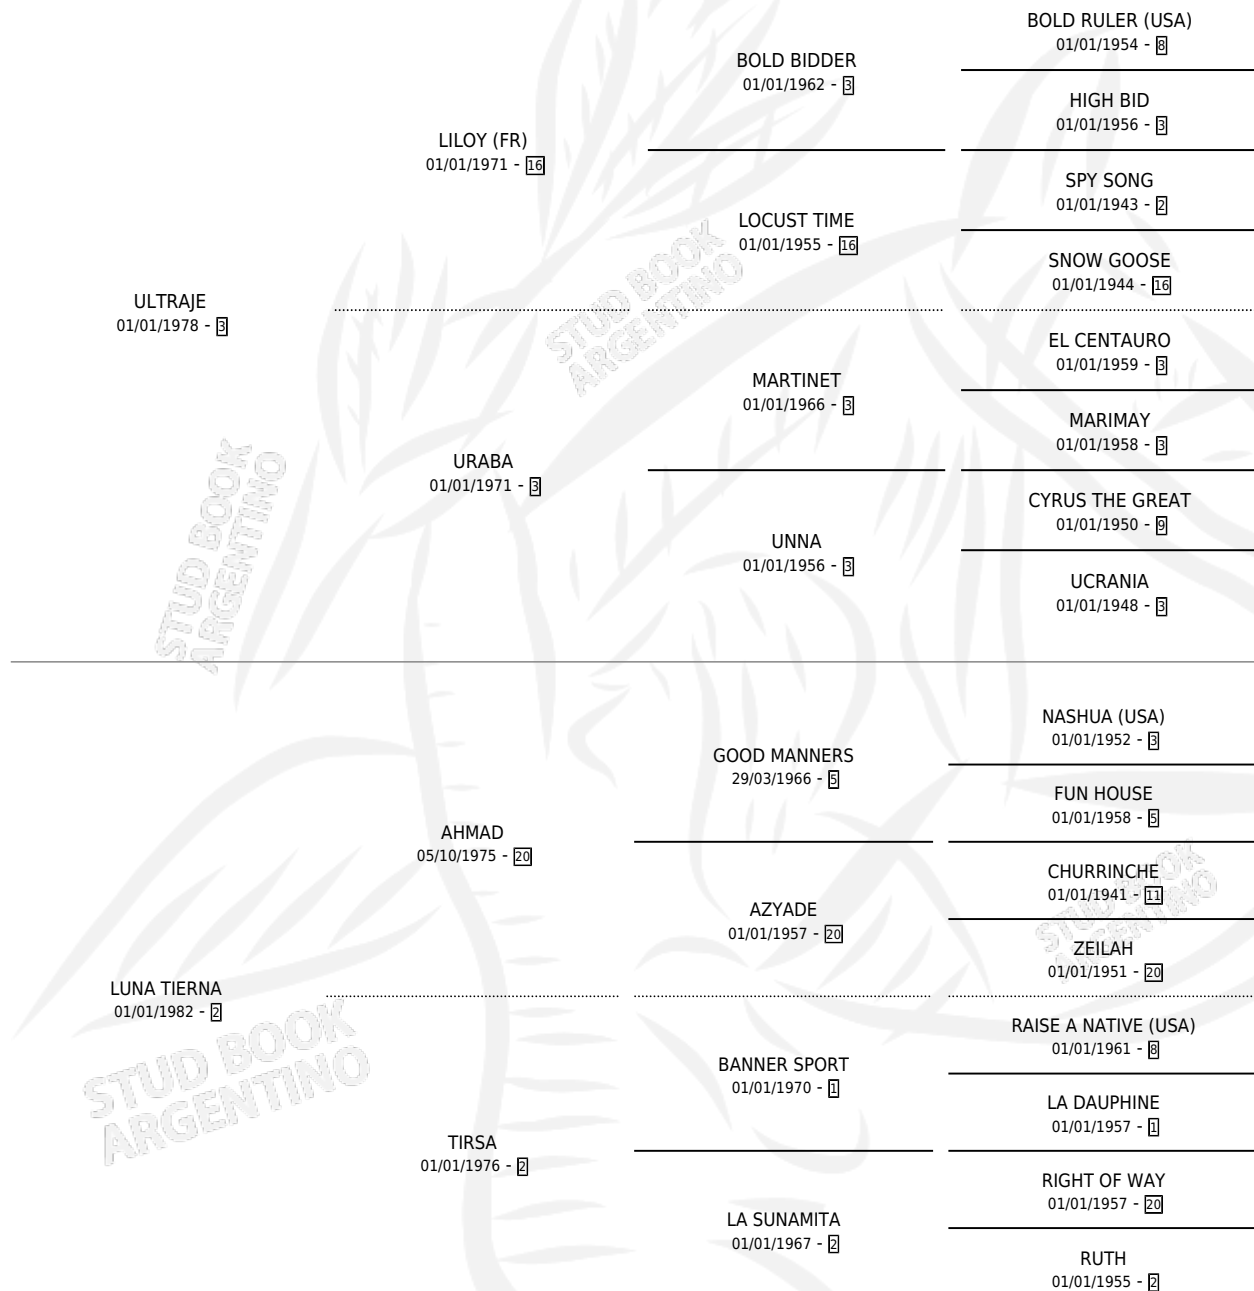 BOLD RULER (USA)
01/01/1954 - 8
BOLD BIDDER
01/01/1962 - 3
HIGH BID
01/01/1956 - 3
LILOY (FR)
01/01/1971 - 16
SPY SONG
01/01/1943 - 2
LOCUST TIME
01/01/1955 - 16
SNOW GOOSE
01/01/1944 - 16
ULTRAJE
01/01/1978 - 3
EL CENTAURO
01/01/1959 - 3
MARTINET
01/01/1966 - 3
MARIMAY
01/01/1958 - 3
URABA
01/01/1971 - 3
CYRUS THE GREAT
01/01/1950 - 9
UNNA
01/01/1956 - 3
UCRANIA
01/01/1948 - 3
NASHUA (USA)
01/01/1952 - 3
GOOD MANNERS
29/03/1966 - 5
FUN HOUSE
01/01/1958 - 5
AHMAD
05/10/1975 - 20
CHURRINCHE
01/01/1941 - 11
AZYADE
01/01/1957 - 20
ZEILAH
01/01/1951 - 20
LUNA TIERNA
01/01/1982 - 2
RAISE A NATIVE (USA)
01/01/1961 - 8
BANNER SPORT
01/01/1970 - 1
LA DAUPHINE
01/01/1957 - 1
TIRSA
01/01/1976 - 2
RIGHT OF WAY
01/01/1957 - 20
LA SUNAMITA
01/01/1967 - 2
RUTH
01/01/1955 - 2
STUD BOOK
ARGENTINO
STUD BOOK
ARGENTINO
STUD BOOK
ARGENTINO
STUD BOOK
ARGENTINO